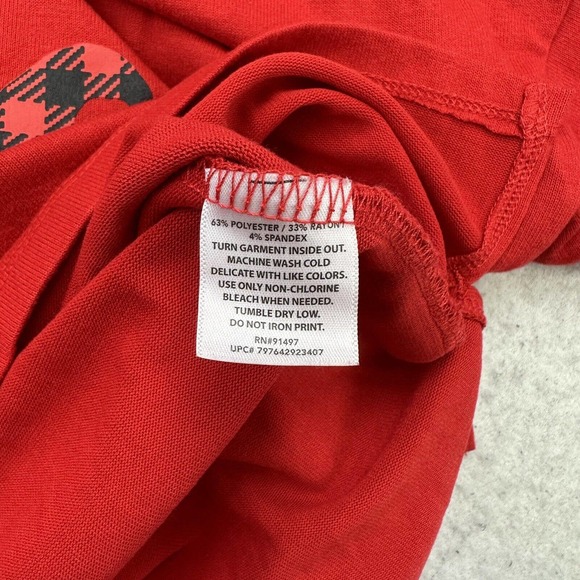 63% POLYESTER / 33% RAYON /
4% SPANDEX
TURN GARMENT INSIDE OUT.
MACHINE WASH COLD
DELICATE WITH LIKE COLORS.
USE ONLY NON-CHLORINE
BLEACH WHEN NEEDED.
TUMBLE DRY LOW.
DO NOT IRON PRINT.
RN#91497
UPC# 797642923407